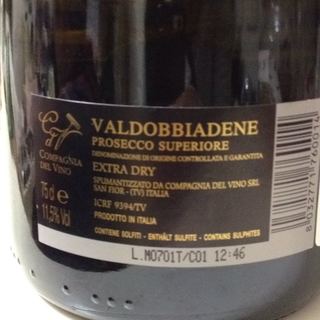 VALDOBBIADENE
PROSECCO SUPERIORE
DENOMINAZIONE DI ORIGINE CONTROLLATA E GARANTITA
EXTRA DRY
SPUMANTIZZATO DA COMPAGNIA DEL VINO SRL
SAN FIOR - (TV) ITALIA
ICRF 9394/TV
PRODOTTO IN ITALIA
CONTIENE SOLFITI - ENTHÄLT SULFITE - CONTAINS SULPHITES
L.M0701T/C01 12:46
COMPAGNIA
DEL VINO
75 cl e
11,5% Vol